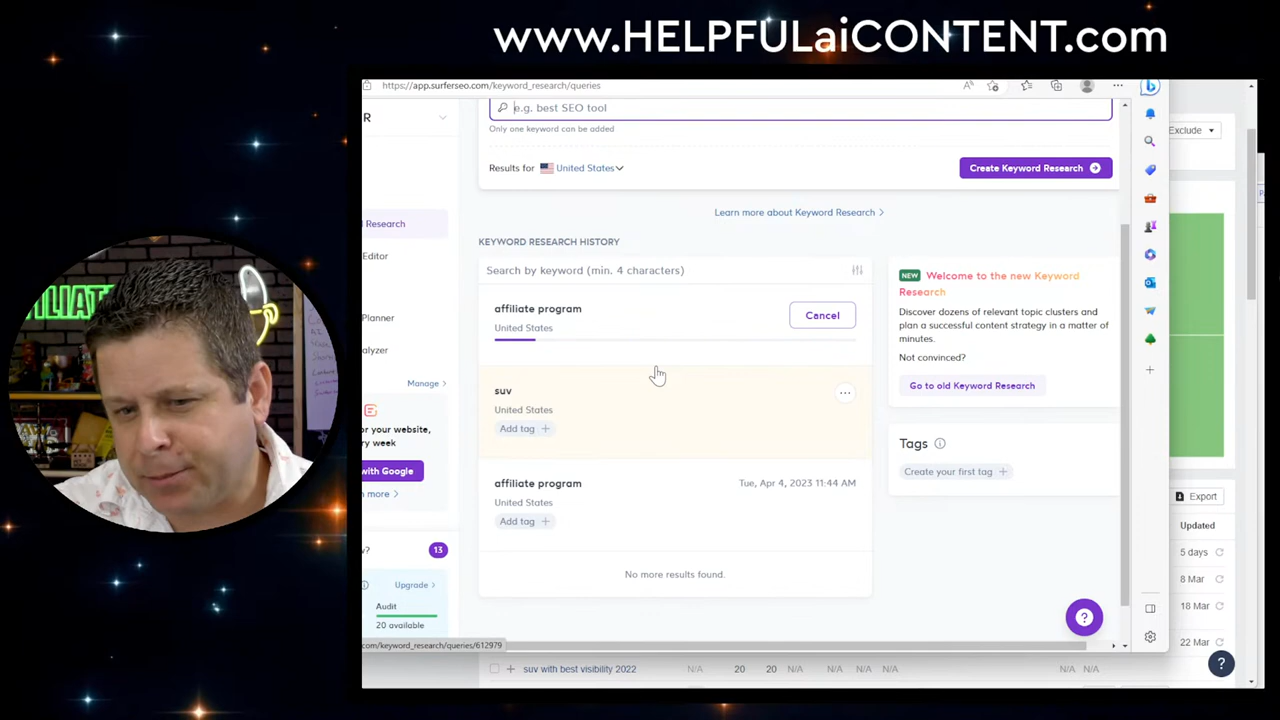 www.HELPFULaiCONTENT.com
https://app.surferseo.com/keyword_research/queries
R
e.g. best SEO tool
Only one keyword can be added
Exclude
Results for United States
Create Keyword Research
Learn more about Keyword Research
Research
KEYWORD RESEARCH HISTORY
Editor
Search by keyword (min. 4 characters)
NEW Welcome to the new Keyword
Research
affiliate program
Cancel
Discover dozens of relevant topic clusters and
plan a successful content strategy in a matter of
minutes.
United States
Planner
alyzer
Not convinced?
Manage
Go to old Keyword Research
suv
United States
Add tag +
or your website,
ry week
with Google
n more
Tags
Create your first tag +
affiliate program
Tue, Apr 4, 2023 11:44 AM
United States
Add tag +
Export
Updated
w?
13
5 days
No more results found.
Upgrade
8 Mar
Audit
18 Mar
20 available
22 Mar
com/keyword_research/queries/612979
suv with best visibility 2022 N/A 20 20 N/A N/A N/A N/A N/A N/A
?
?